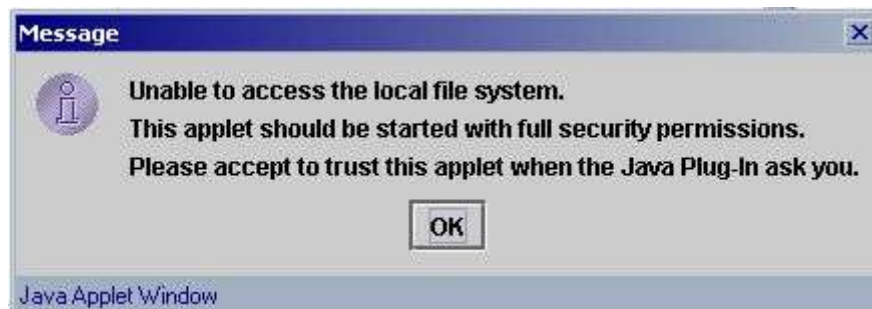 Message
Unable to access the local file system.
This applet should be started with full security permissions.
Please accept to trust this applet when the Java Plug-In ask you.
OK
Java Applet Window